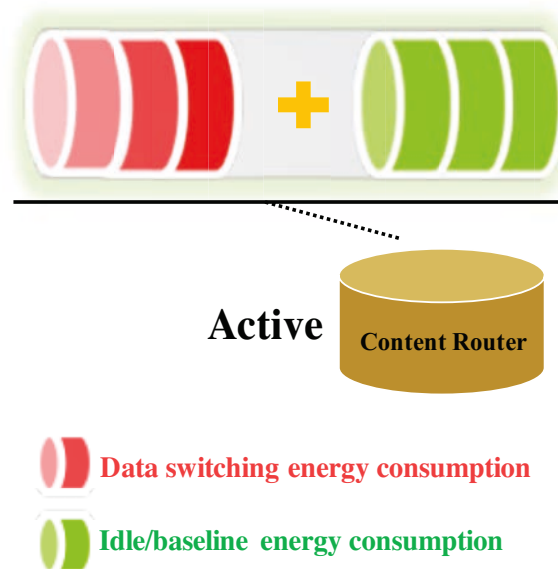 Active
Content Router
Data switching energy consumption
Idle/baseline energy consumption